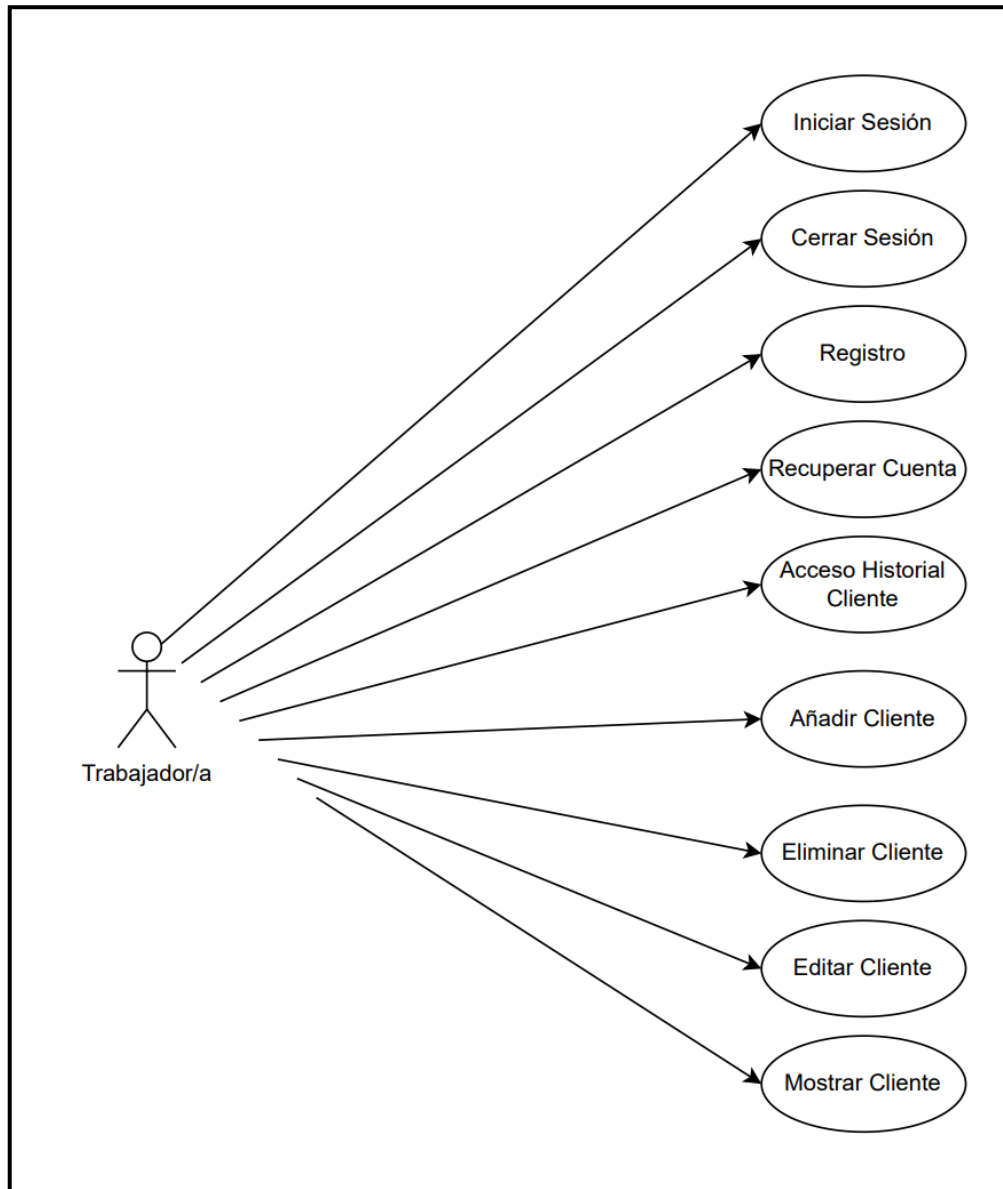 Iniciar Sesión
Cerrar Sesión
Registro
Recuperar Cuenta
Acceso Historial
Cliente
Añadir Cliente
Trabajador/a
Eliminar Cliente
Editar Cliente
Mostrar Cliente